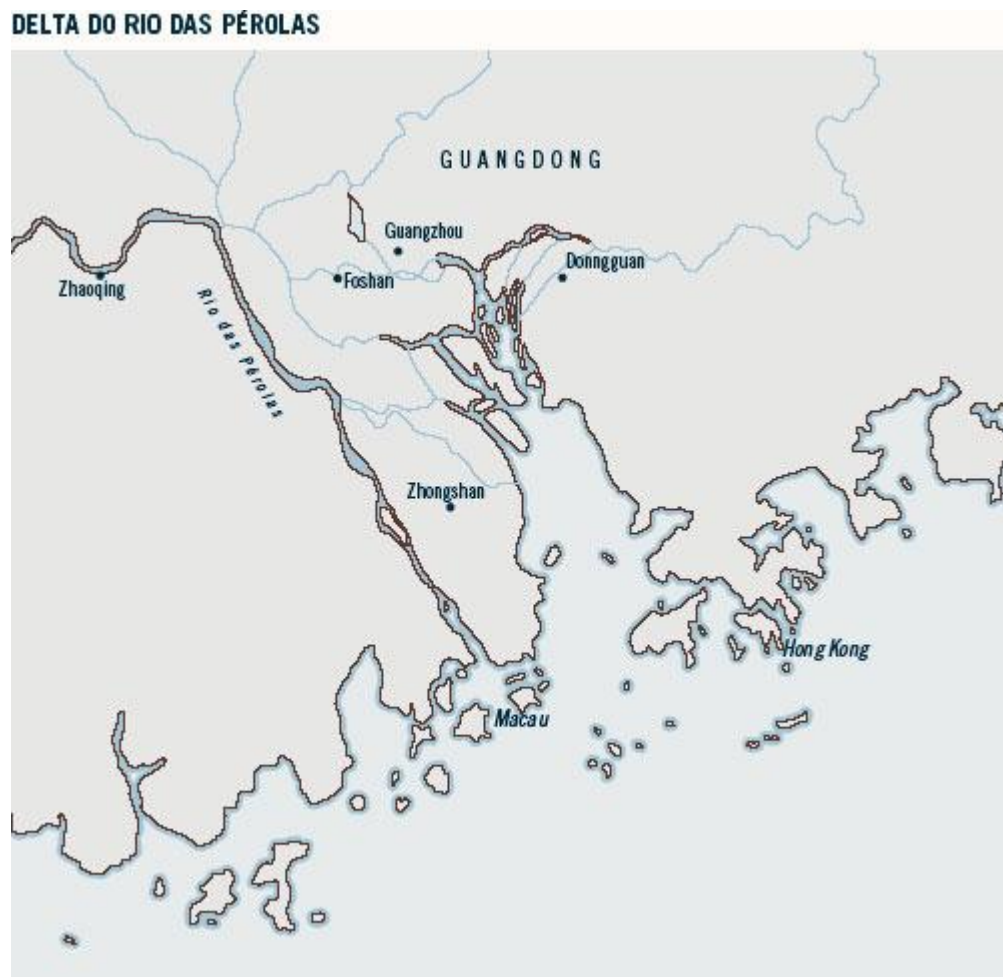 DELTA DO RIO DAS PÉROLAS
GUANGDONG
Guangzhou
Donngguan
Foshan
Zhaoqing
Rio das Pérolas
Zhongshan
Hong Kong
Macau